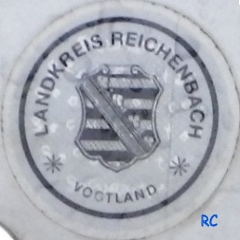 LANDKREIS REICHENBACH
VOGTLAND
RC